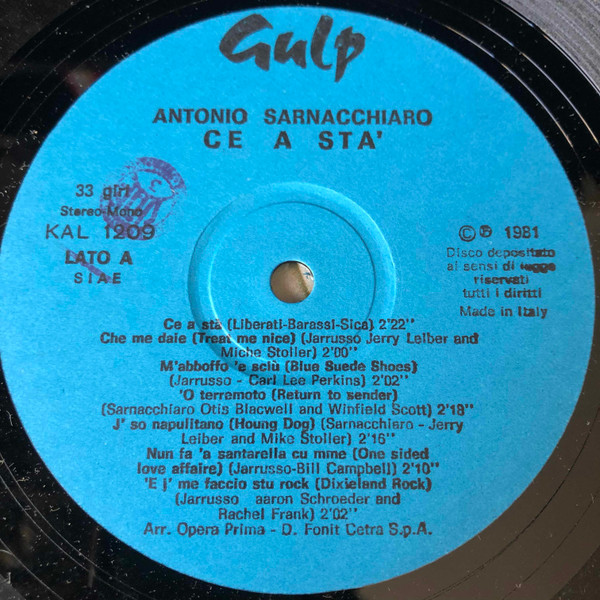 Gulp
ANTONIO SARNACCHIARO
CE A STA'
33 giri
Stereo-Mono
KAL 1209
LATO A
SIAE
© ℗ 1981
Disco depositato
ai sensi di legge
riservati
tutti i diritti
Made in Italy
Ce a stà (Liberati-Barassi-Sica) 2'22''
Che me daie (Treat me nice) (Jarrusso Jerry Leiber and
Miche Stoller) 2'00''
M'abboffo 'e sciù (Blue Suede Shoes)
(Jarrusso - Carl Lee Perkins) 2'02''
'O terremoto (Return to sender)
(Sarnacchiaro Otis Blacwell and Winfield Scott) 2'18''
J' so napulitano (Houng Dog) (Sarnacchiaro - Jerry
Leiber and Mike Stoller) 2'16''
Nun fa 'a santarella cu mme (One sided
love affaire) (Jarrusso-Bill Campbell) 2'10''
'E j' me faccio stu rock (Dixieland Rock)
(Jarrusso aaron Schroeder and
Rachel Frank) 2'02''
Arr. Opera Prima - D. Fonit Cetra S.p.A.